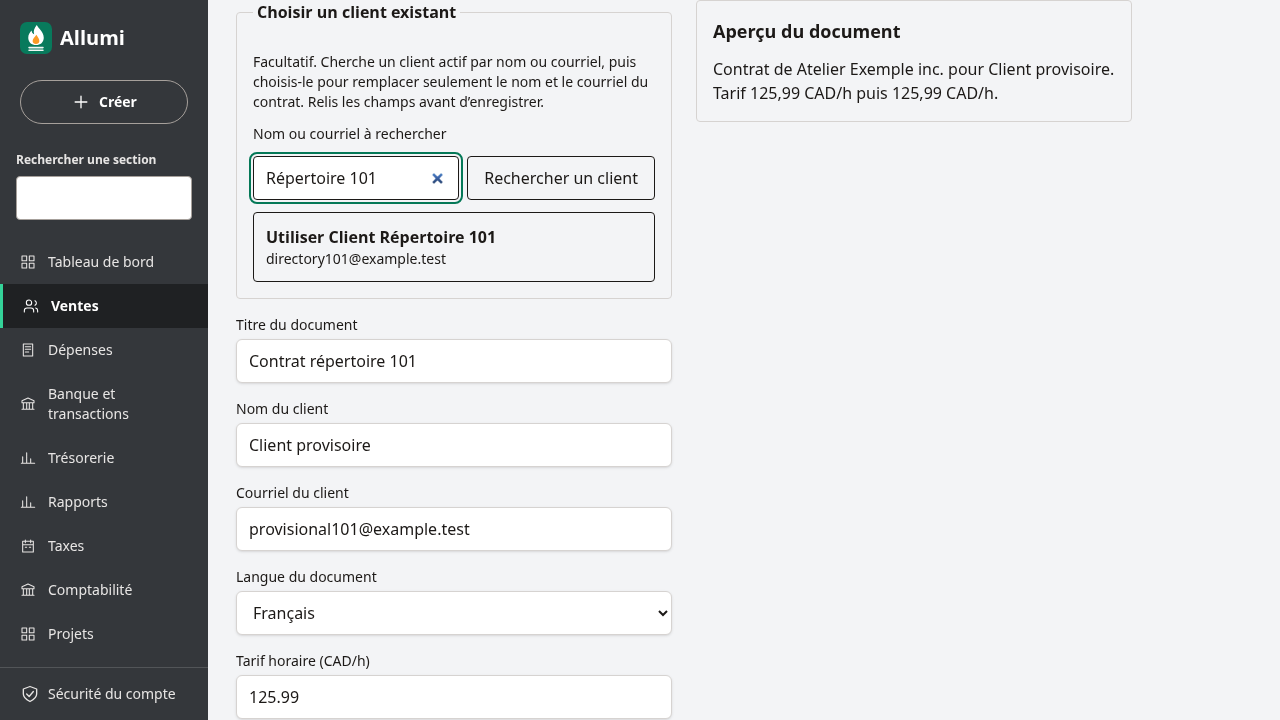 Allumi
Créer
Rechercher une section
Tableau de bord
Ventes
Dépenses
Banque et
transactions
Trésorerie
Rapports
Taxes
Comptabilité
Projets
Sécurité du compte
Choisir un client existant
Facultatif. Cherche un client actif par nom ou courriel, puis
choisis-le pour remplacer seulement le nom et le courriel du
contrat. Relis les champs avant d’enregistrer.
Nom ou courriel à rechercher
Répertoire 101
Rechercher un client
Utiliser Client Répertoire 101
directory101@example.test
Titre du document
Contrat répertoire 101
Nom du client
Client provisoire
Courriel du client
provisional101@example.test
Langue du document
Français
Tarif horaire (CAD/h)
125.99
Aperçu du document
Contrat de Atelier Exemple inc. pour Client provisoire.
Tarif 125,99 CAD/h puis 125,99 CAD/h.